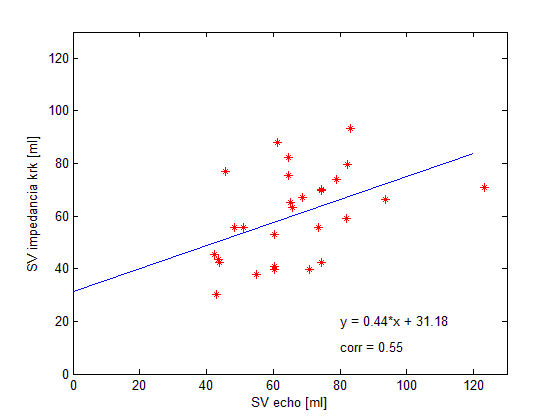 120
100
80
60
40
20
0
SV impedancia krk [ml]
y = 0.44*x + 31.18
corr = 0.55
0 20 40 60 80 100 120
SV echo [ml]